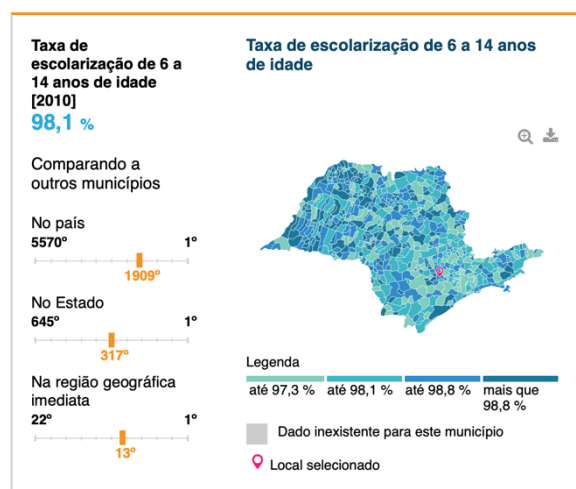 Taxa de
escolarização de 6 a
14 anos de idade
[2010]
98,1 %
Comparando a
outros municípios
No país
5570º 1º
1909º
No Estado
645º 1º
317º
Na região geográfica
imediata
22º 1º
13º
Taxa de escolarização de 6 a 14 anos
de idade
Legenda
até 97,3 % até 98,1 % até 98,8 % mais que
98,8 %
Dado inexistente para este município
Local selecionado